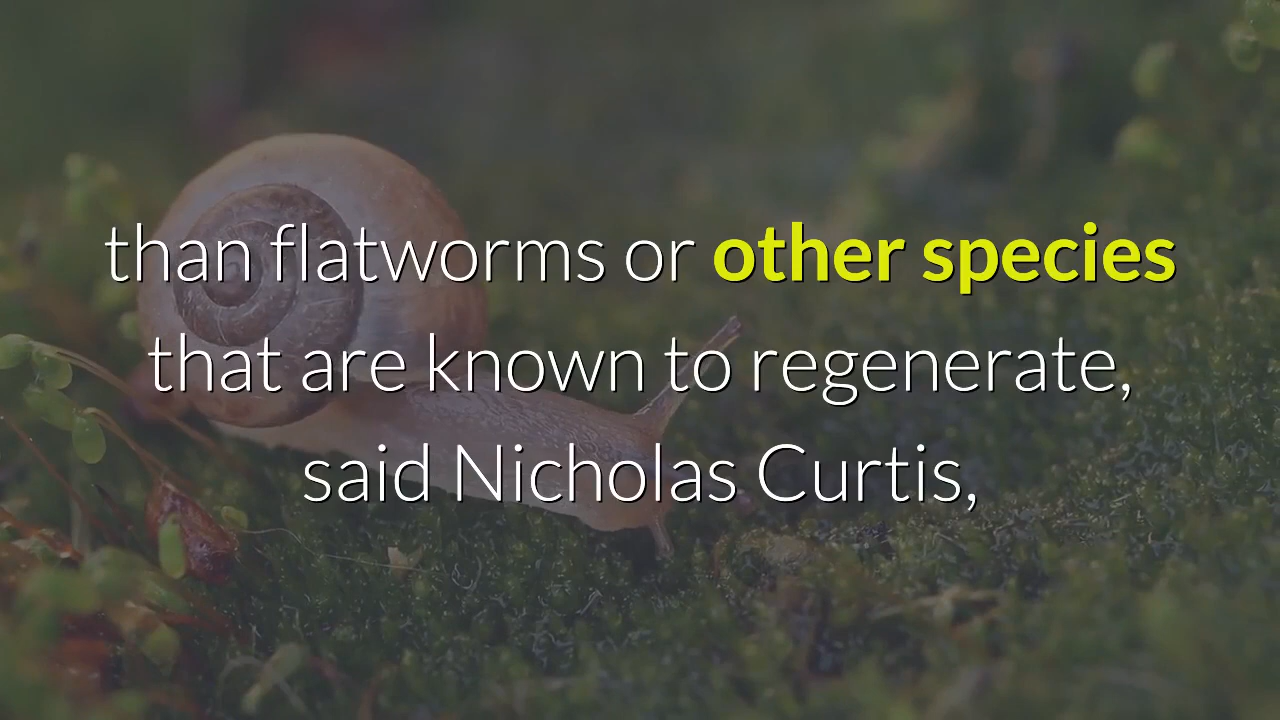 than flatworms or other species
that are known to regenerate,
said Nicholas Curtis,